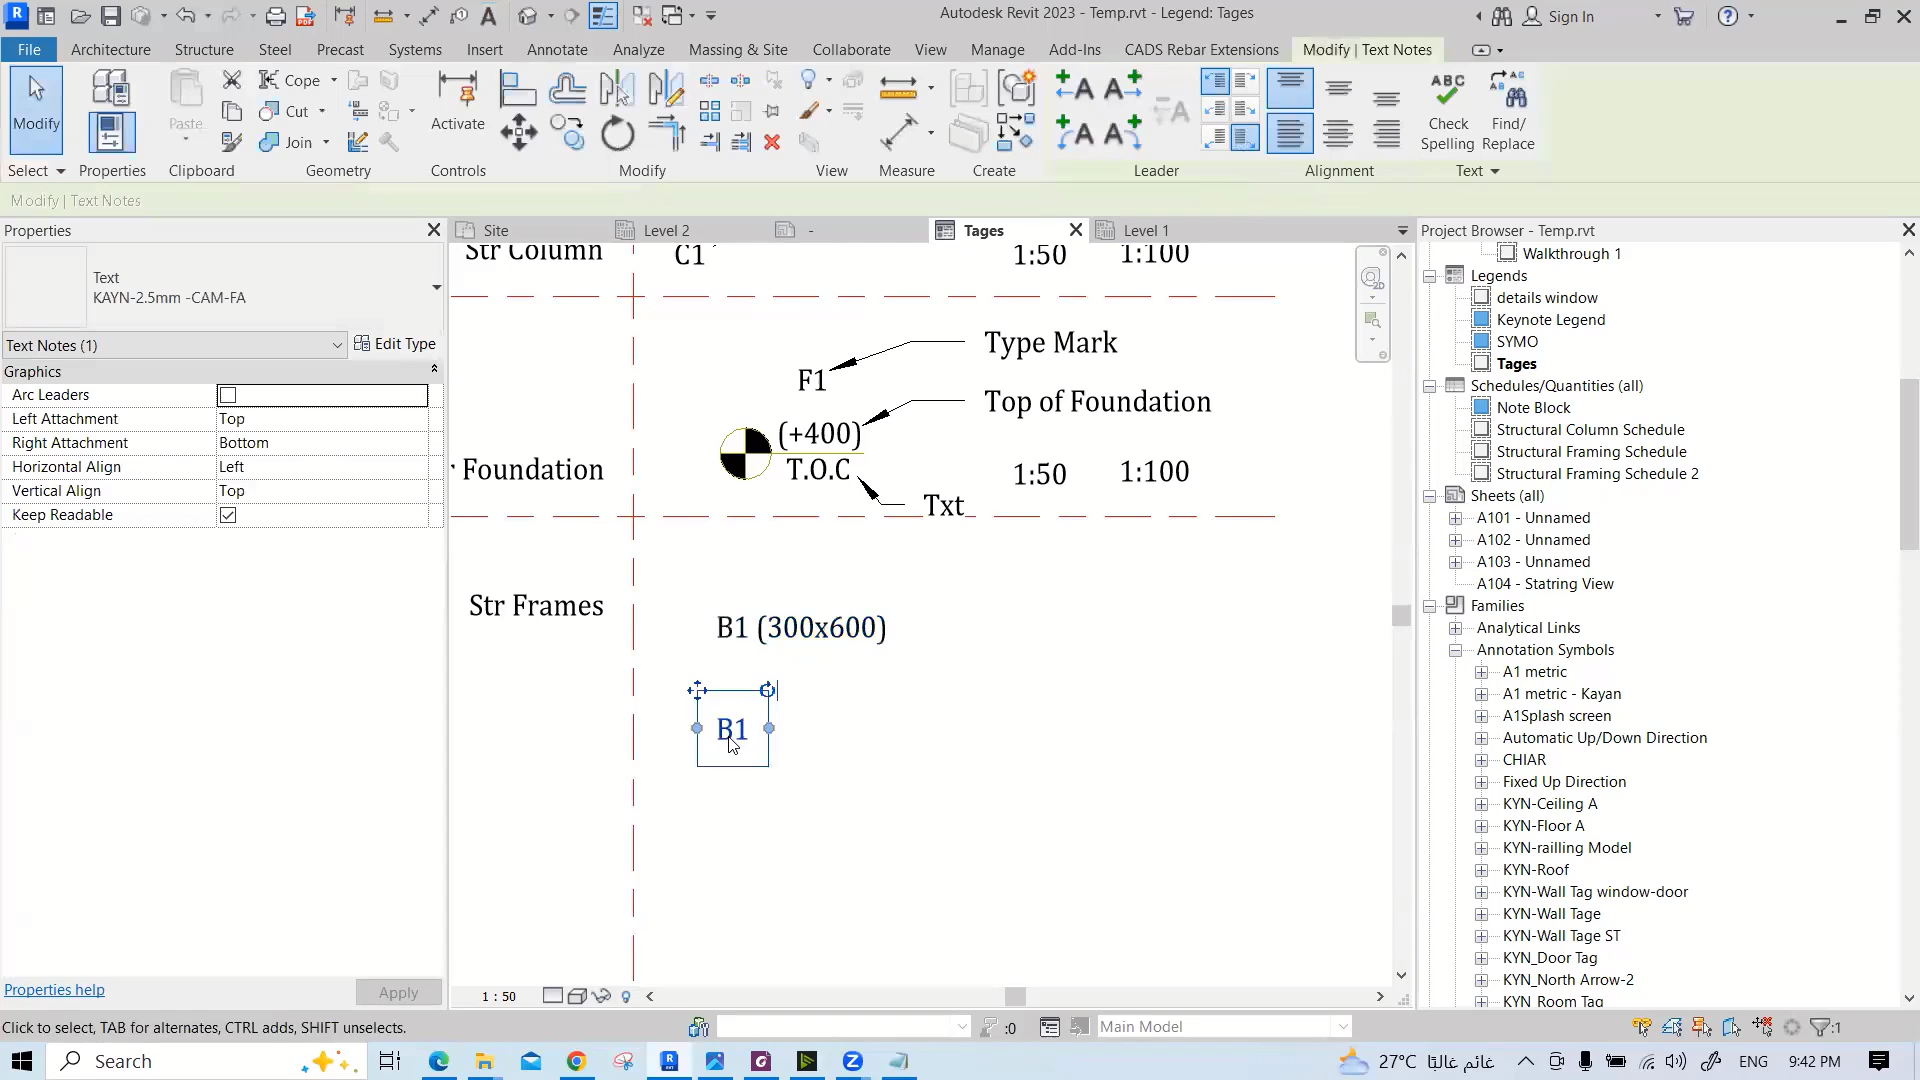 Autodesk Revit 2023 - Temp.rvt - Legend: Tages
Sign In
File
Architecture
Structure
Steel
Precast
Systems
Insert
Annotate
Analyze
Massing & Site
Collaborate
View
Manage
Add-Ins
CADS Rebar Extensions
Modify | Text Notes
Modify
Paste
Cope
Cut
Join
Activate
ABC
Check
Spelling
Find/
Replace
Select
Properties
Clipboard
Geometry
Controls
Modify
View
Measure
Create
Leader
Alignment
Text
Modify | Text Notes
Properties
Text
KAYN-2.5mm -CAM-FA
Text Notes (1)
Edit Type
Graphics
Arc Leaders
Left Attachment Top
Right Attachment Bottom
Horizontal Align Left
Vertical Align Top
Keep Readable
Properties help
Apply
Site
Level 2
-
Tages
Level 1
Str Column
C1
1:50
1:100
Type Mark
F1
Top of Foundation
(+400)
T.O.C
Foundation
1:50
1:100
Txt
Str Frames
B1 (300x600)
B1
2D
1 : 50
Project Browser - Temp.rvt
Walkthrough 1
Legends
details window
Keynote Legend
SYMO
Tages
Schedules/Quantities (all)
Note Block
Structural Column Schedule
Structural Framing Schedule
Structural Framing Schedule 2
Sheets (all)
A101 - Unnamed
A102 - Unnamed
A103 - Unnamed
A104 - Statring View
Families
Analytical Links
Annotation Symbols
A1 metric
A1 metric - Kayan
A1Splash screen
Automatic Up/Down Direction
CHIAR
Fixed Up Direction
KYN-Ceiling A
KYN-Floor A
KYN-railling Model
KYN-Roof
KYN-Wall Tag window-door
KYN-Wall Tage
KYN-Wall Tage ST
KYN_Door Tag
KYN_North Arrow-2
KYN_Room Tag
Click to select, TAB for alternates, CTRL adds, SHIFT unselects.
:0
Main Model
:1
Search
27°C
غائم غالبًا
ENG
9:42 PM